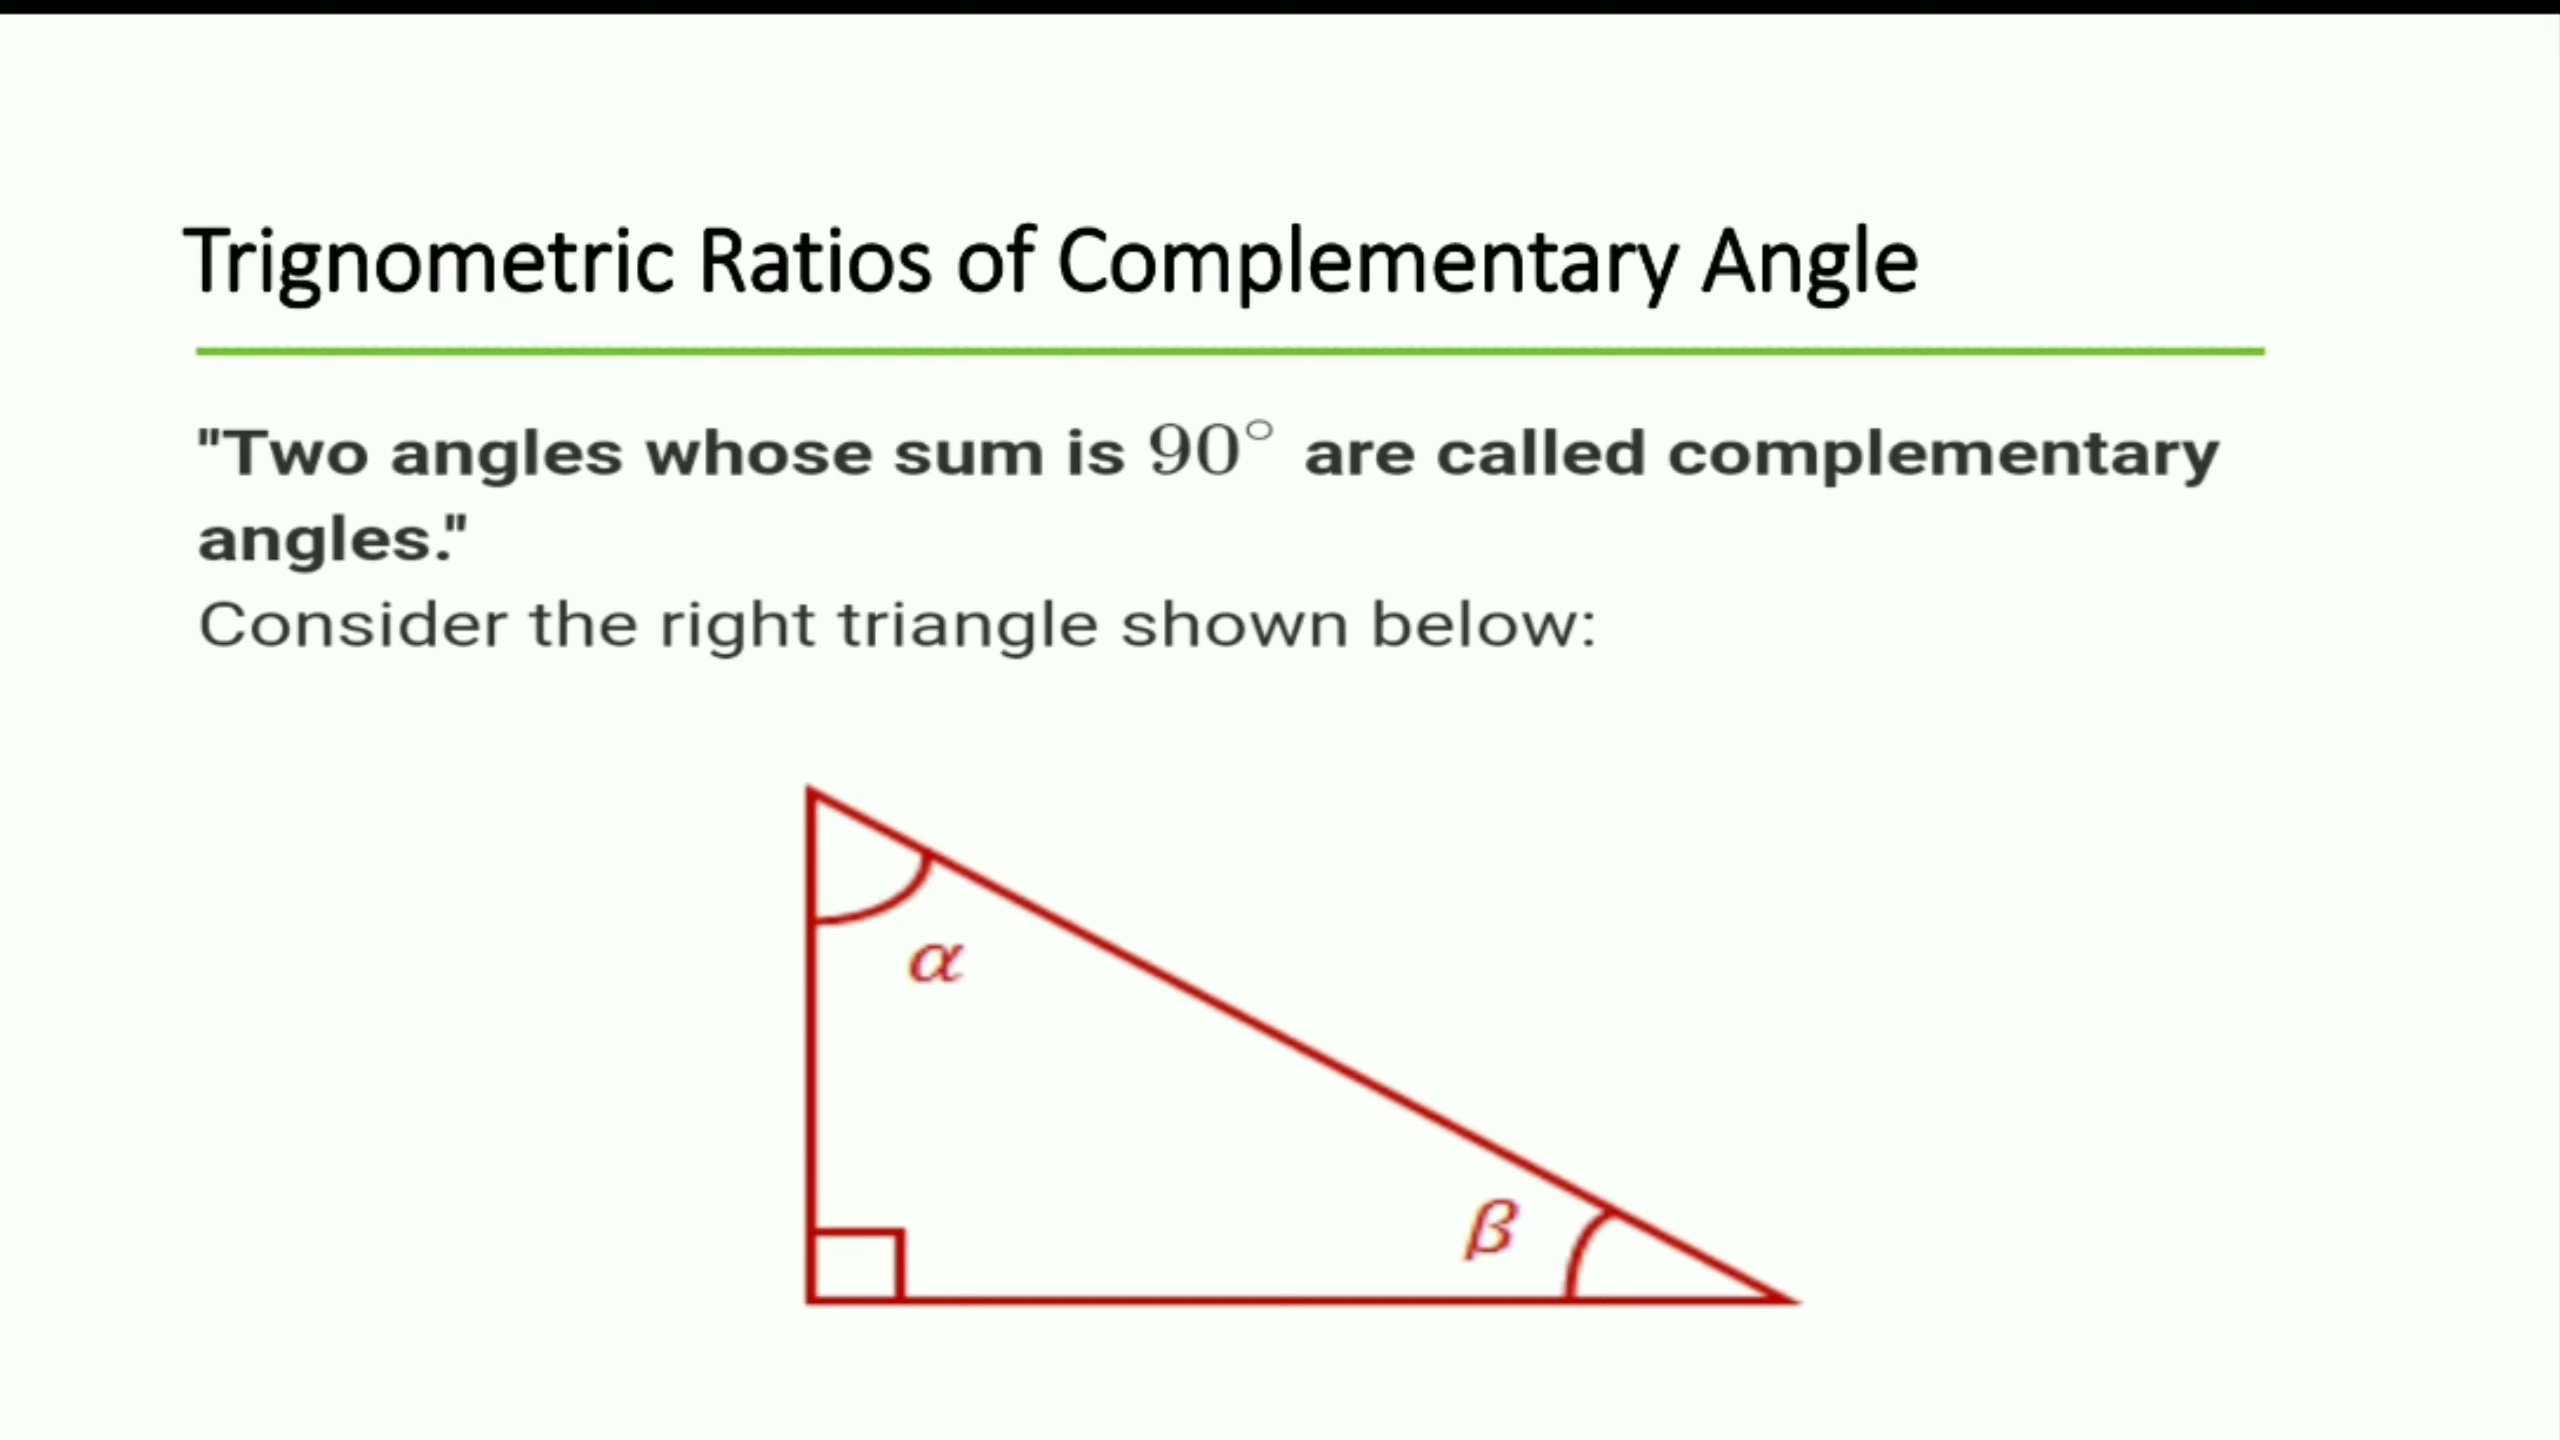 Trignometric Ratios of Complementary Angle
"Two angles whose sum is 90° are called complementary
angles."
Consider the right triangle shown below:
α
β